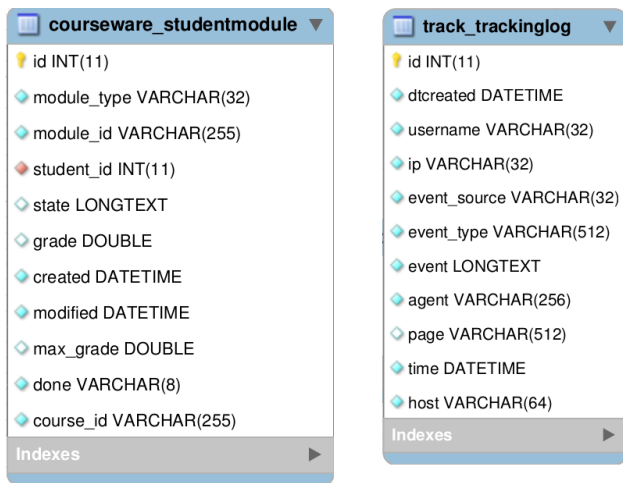 courseware_studentmodule
id INT(11)
module_type VARCHAR(32)
module_id VARCHAR(255)
student_id INT(11)
state LONGTEXT
grade DOUBLE
created DATETIME
modified DATETIME
max_grade DOUBLE
done VARCHAR(8)
course_id VARCHAR(255)
Indexes
track_trackinglog
id INT(11)
dtcreated DATETIME
username VARCHAR(32)
ip VARCHAR(32)
event_source VARCHAR(32)
event_type VARCHAR(512)
event LONGTEXT
agent VARCHAR(256)
page VARCHAR(512)
time DATETIME
host VARCHAR(64)
Indexes